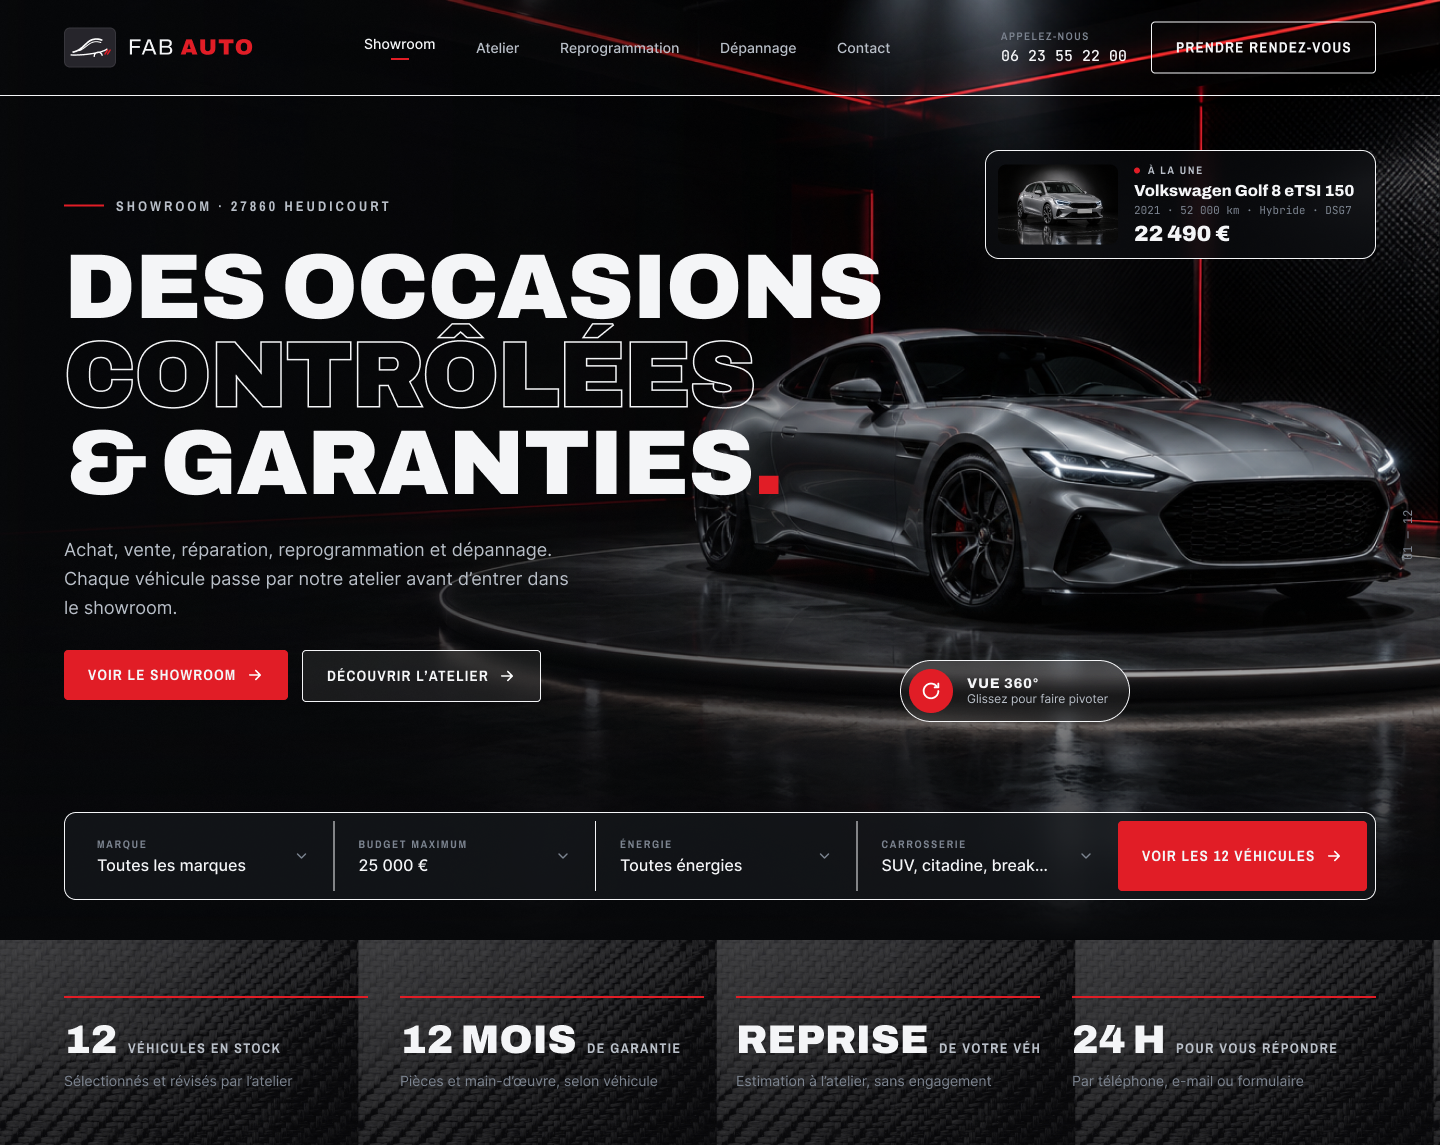 FAB AUTO
Showroom
Atelier
Reprogrammation
Dépannage
Contact
APPELEZ-NOUS
06 23 55 22 00
PRENDRE RENDEZ-VOUS
À LA UNE
Volkswagen Golf 8 eTSI 150
2021 · 52 000 km · Hybride · DSG7
22 490 €
SHOWROOM · 27860 HEUDICOURT
DES OCCASIONS
CONTRÔLÉES
& GARANTIES.
Achat, vente, réparation, reprogrammation et dépannage.
Chaque véhicule passe par notre atelier avant d’entrer dans
le showroom.
VOIR LE SHOWROOM →
DÉCOUVRIR L’ATELIER →
01 — 12
VUE 360°
Glissez pour faire pivoter
MARQUE
Toutes les marques
BUDGET MAXIMUM
25 000 €
ÉNERGIE
Toutes énergies
CARROSSERIE
SUV, citadine, break…
VOIR LES 12 VÉHICULES →
12 VÉHICULES EN STOCK
Sélectionnés et révisés par l’atelier
12 MOIS DE GARANTIE
Pièces et main-d’œuvre, selon véhicule
REPRISE DE VOTRE VÉH
Estimation à l’atelier, sans engagement
24 H POUR VOUS RÉPONDRE
Par téléphone, e-mail ou formulaire